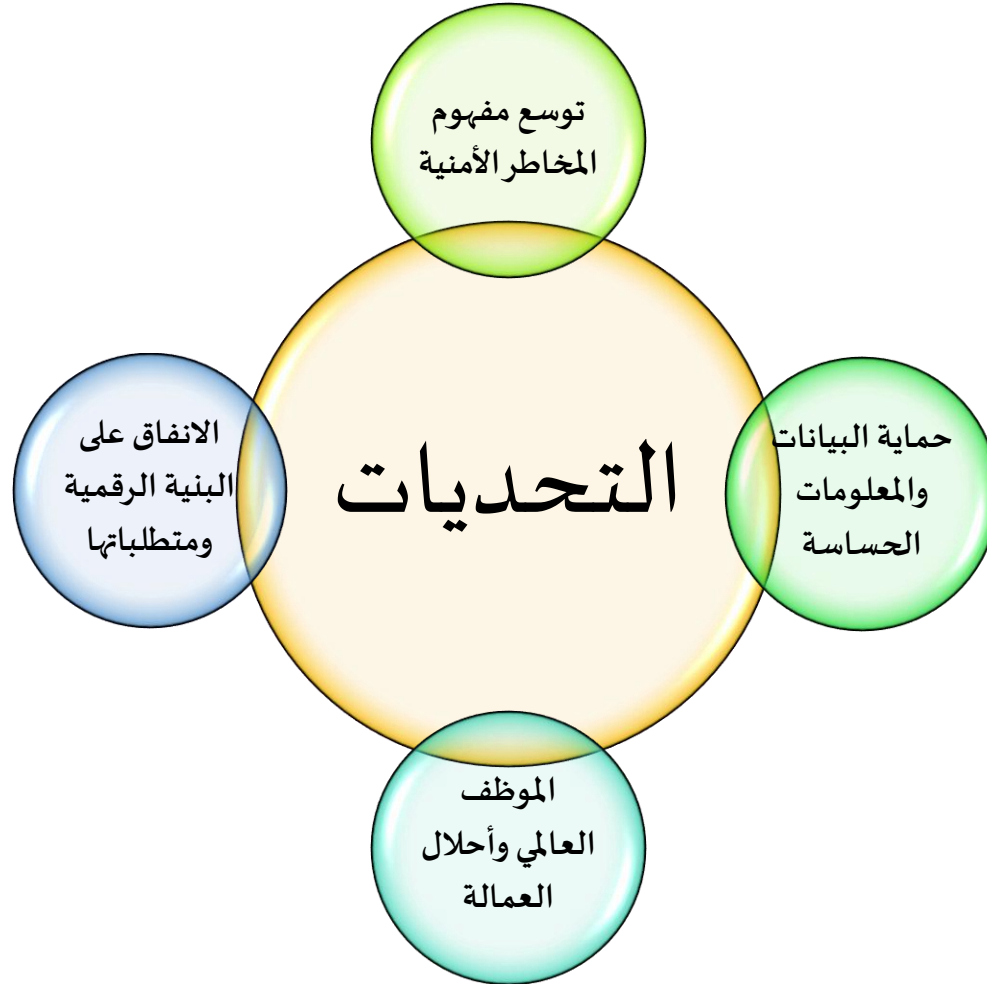 توسع مفهوم
المخاطر الأمنية
حماية البيانات
والمعلومات
الحساسة
التحديات
الانفاق على
البنية الرقمية
ومتطلباتها
الموظف
العالمي وأحلال
العمالة